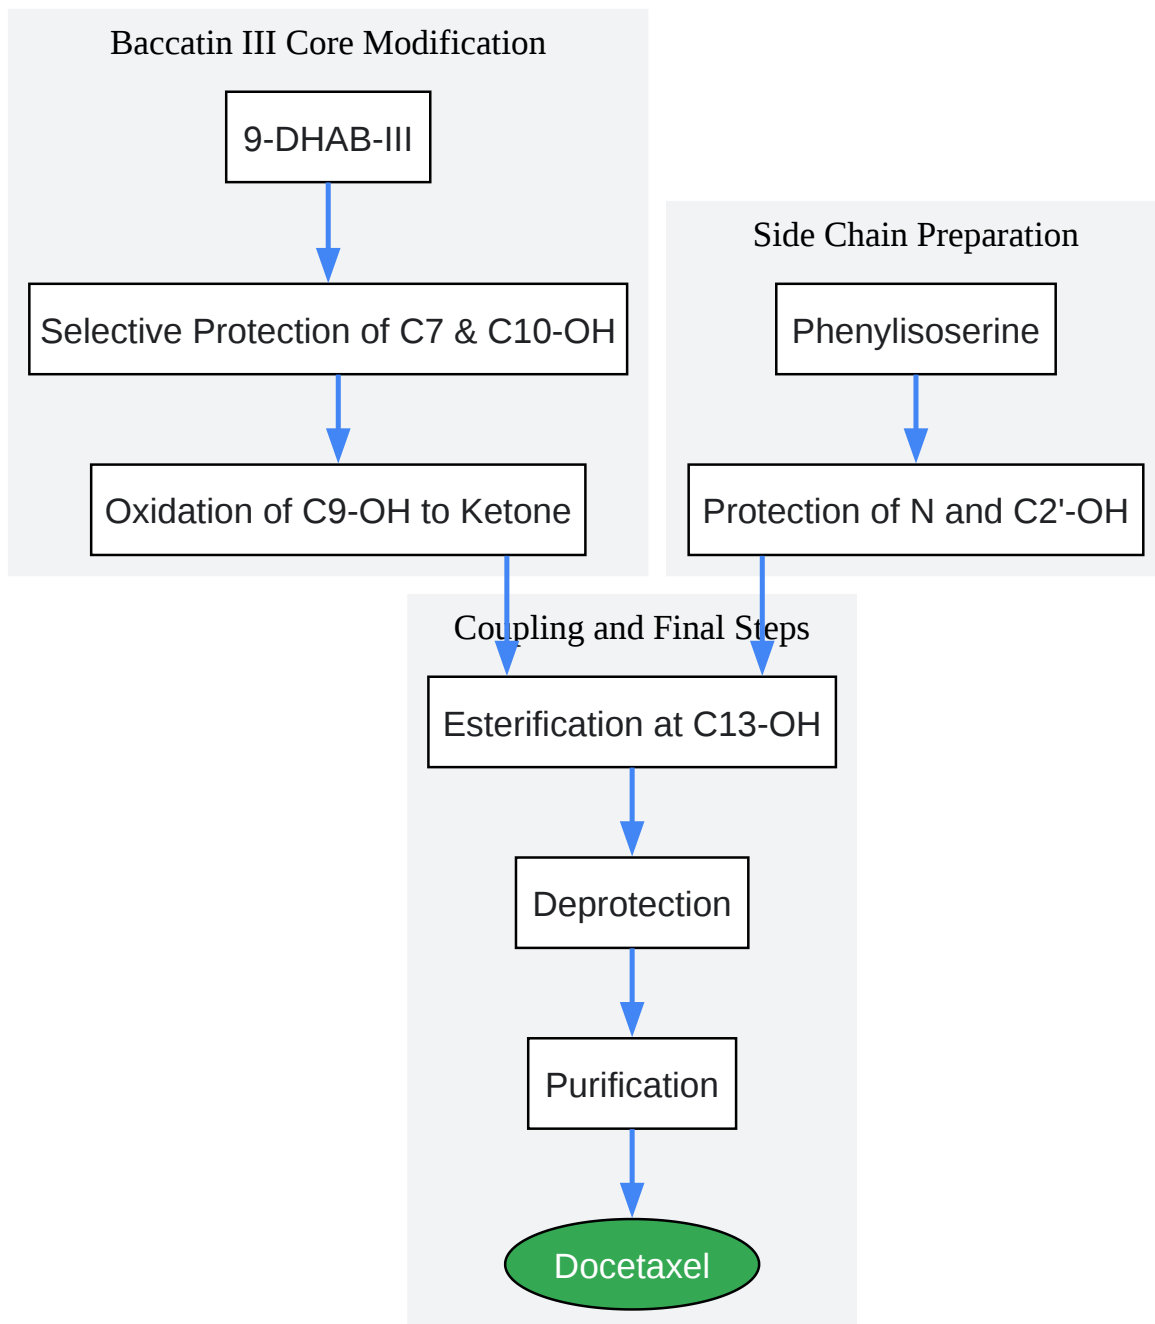 Baccatin III Core Modification
9-DHAB-III
Selective Protection of C7 & C10-OH
Oxidation of C9-OH to Ketone
Side Chain Preparation
Phenylisoserine
Protection of N and C2'-OH
Coupling and Final Steps
Esterification at C13-OH
Deprotection
Purification
Docetaxel